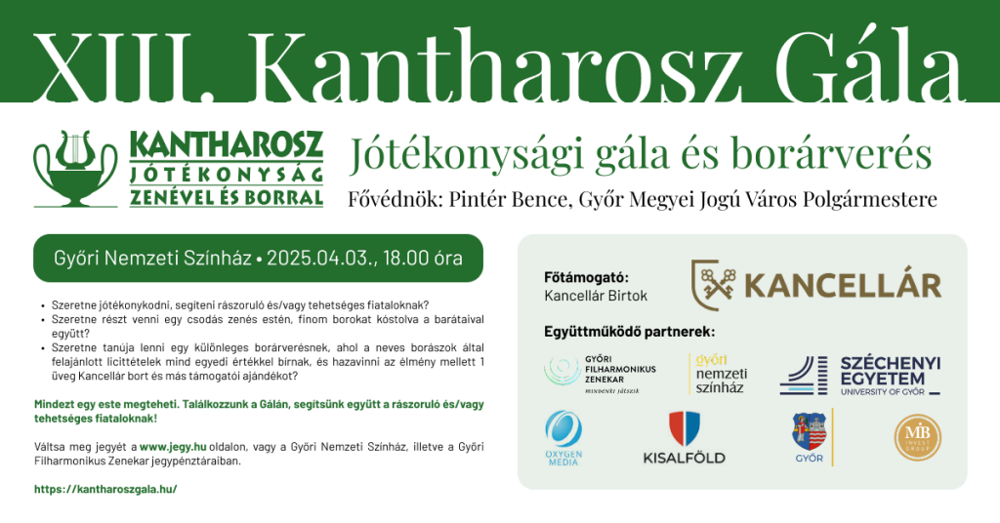 XIII. Kantharosz Gála
KANTHAROSZ
JÓTÉKONYSÁG
ZENÉVEL ÉS BORRAL
Jótékonysági gála és borárverés
Fővédnök: Pintér Bence, Győr Megyei Jogú Város Polgármestere
Győri Nemzeti Színház • 2025.04.03., 18.00 óra
• Szeretne jótékonykodni, segíteni rászoruló és/vagy tehetséges fiataloknak?
• Szeretne részt venni egy csodás zenés estén, finom borokat kóstolva a barátaival
együtt?
• Szeretne tanúja lenni egy különleges borárverésnek, ahol a neves borászok által
felajánlott licittételek mind egyedi értékkel bírnak, és hazavinni az élmény mellett 1
üveg Kancellár bort és más támogatói ajándékot?
Mindez egy este megteheti. Találkozzunk a Gálán, segítsünk együtt a rászoruló és/vagy
tehetséges fiataloknak!
Váltsa meg jegyét a www.jegy.hu oldalon, vagy a Győri Nemzeti Színház, illetve a Győri
Filharmonikus Zenekar jegypénztáraiban.
https://kantharoszgala.hu/
Főtámogató:
Kancellár Birtok
KANCELLÁR
Együttműködő partnerek:
GYŐRI
FILHARMONIKUS
ZENEKAR
mindenki játszik
győri
nemzeti
színház
SZÉCHENYI
EGYETEM
UNIVERSITY OF GYŐR
OXYGEN
MEDIA
KISALFÖLD
GYŐR
MIB
INVEST
GROUP